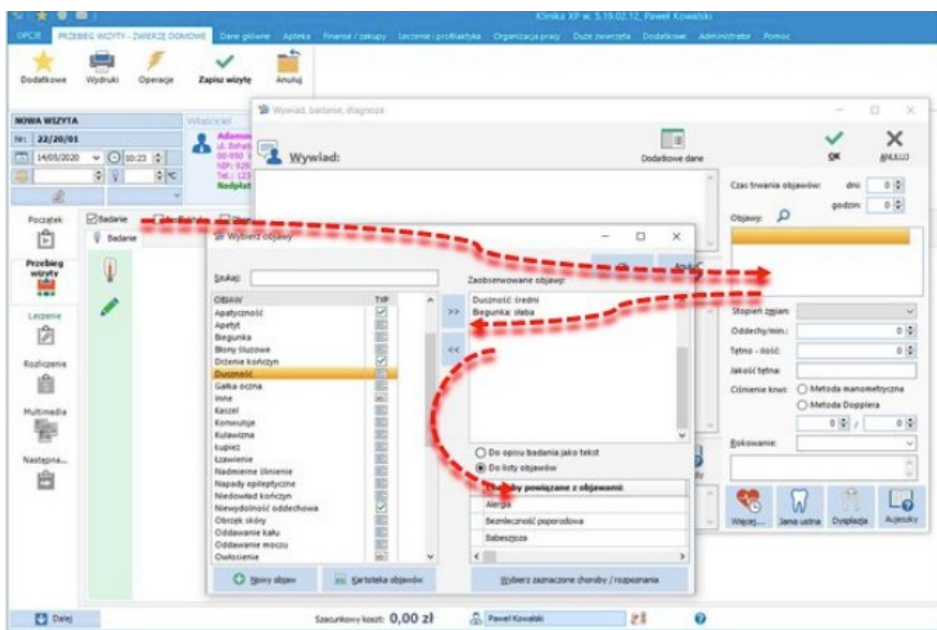 Klinika XP w. 5.19.02.12, Paweł Kowalski
OPCJE PRZEBIEG WIZYTY - ZWIERZĘ DOMOWE Dane główne Apteka Finanse / zakupy Leczenie i profilaktyka Organizacja pracy Duże zwierzęta Dodatkowe Administrator Pomoc
Dodatkowe Wydruki Operacje Zapisz wizytę Anuluj
Wywiad, badanie, diagnoza
NOWA WIZYTA Właściciel
Nr: 22/20/01
14/05/2020 10:23
°C
Wywiad:
Dodatkowe dane
OK ANULUJ
Czas trwania objawów: dni: 0
godzin: 0
Objawy:
Początek
Badanie
Badanie
Przebieg wizyty
Leczenie
Rozliczenie
Multimedia
Następna...
Wybierz objawy
Szukaj:
Zaobserwowane objawy:
OBJAW TYP
Apatyczność
Apetyt
Biegunka
Błony śluzowe
Drżenie kończyn
Duszność
Gałka oczna
Inne
Kaszel
Konwulsje
Kulawizna
Łupież
Łzawienie
Nadmierne ślinienie
Napady epileptyczne
Niedowład kończyn
Niewydolność oddechowa
Obrzęk skóry
Oddawanie kału
Oddawanie moczu
Owłosienie
>>
<<
Duszność: średni
Biegunka: słaba
Do opisu badania jako tekst
Do listy objawów
powiązane z objawami:
Alergia
Bezmleczność poporodowa
Babeszjoza
Nowy objaw Kartoteka objawów Wybierz zaznaczone choroby / rozpoznania
Stopień zmian:
Oddechy/min.: 0
Tętno - ilość: 0
Jakość tętna:
Ciśnienie krwi: Metoda manometryczna
Metoda Dopplera
0 / 0
Rokowanie:
Więcej... Jama ustna Dysplazja Aujeszky
Dalej Szacunkowy koszt: 0,00 zł Paweł Kowalski